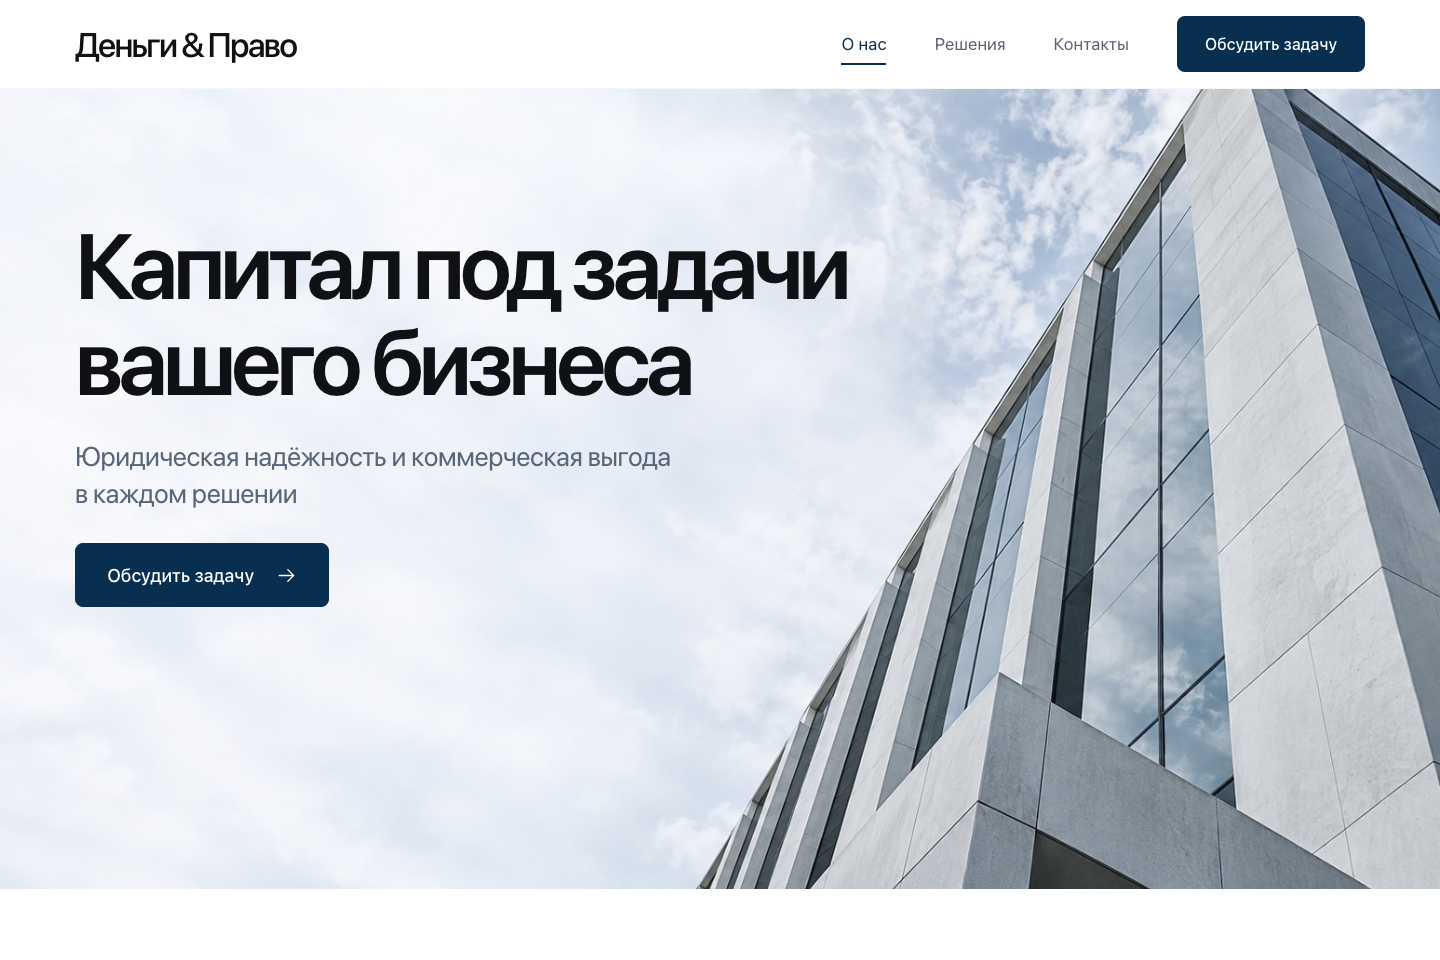 Деньги & Право
О нас
Решения
Контакты
Обсудить задачу
Капитал под задачи
вашего бизнеса
Юридическая надёжность и коммерческая выгода
в каждом решении
Обсудить задачу →